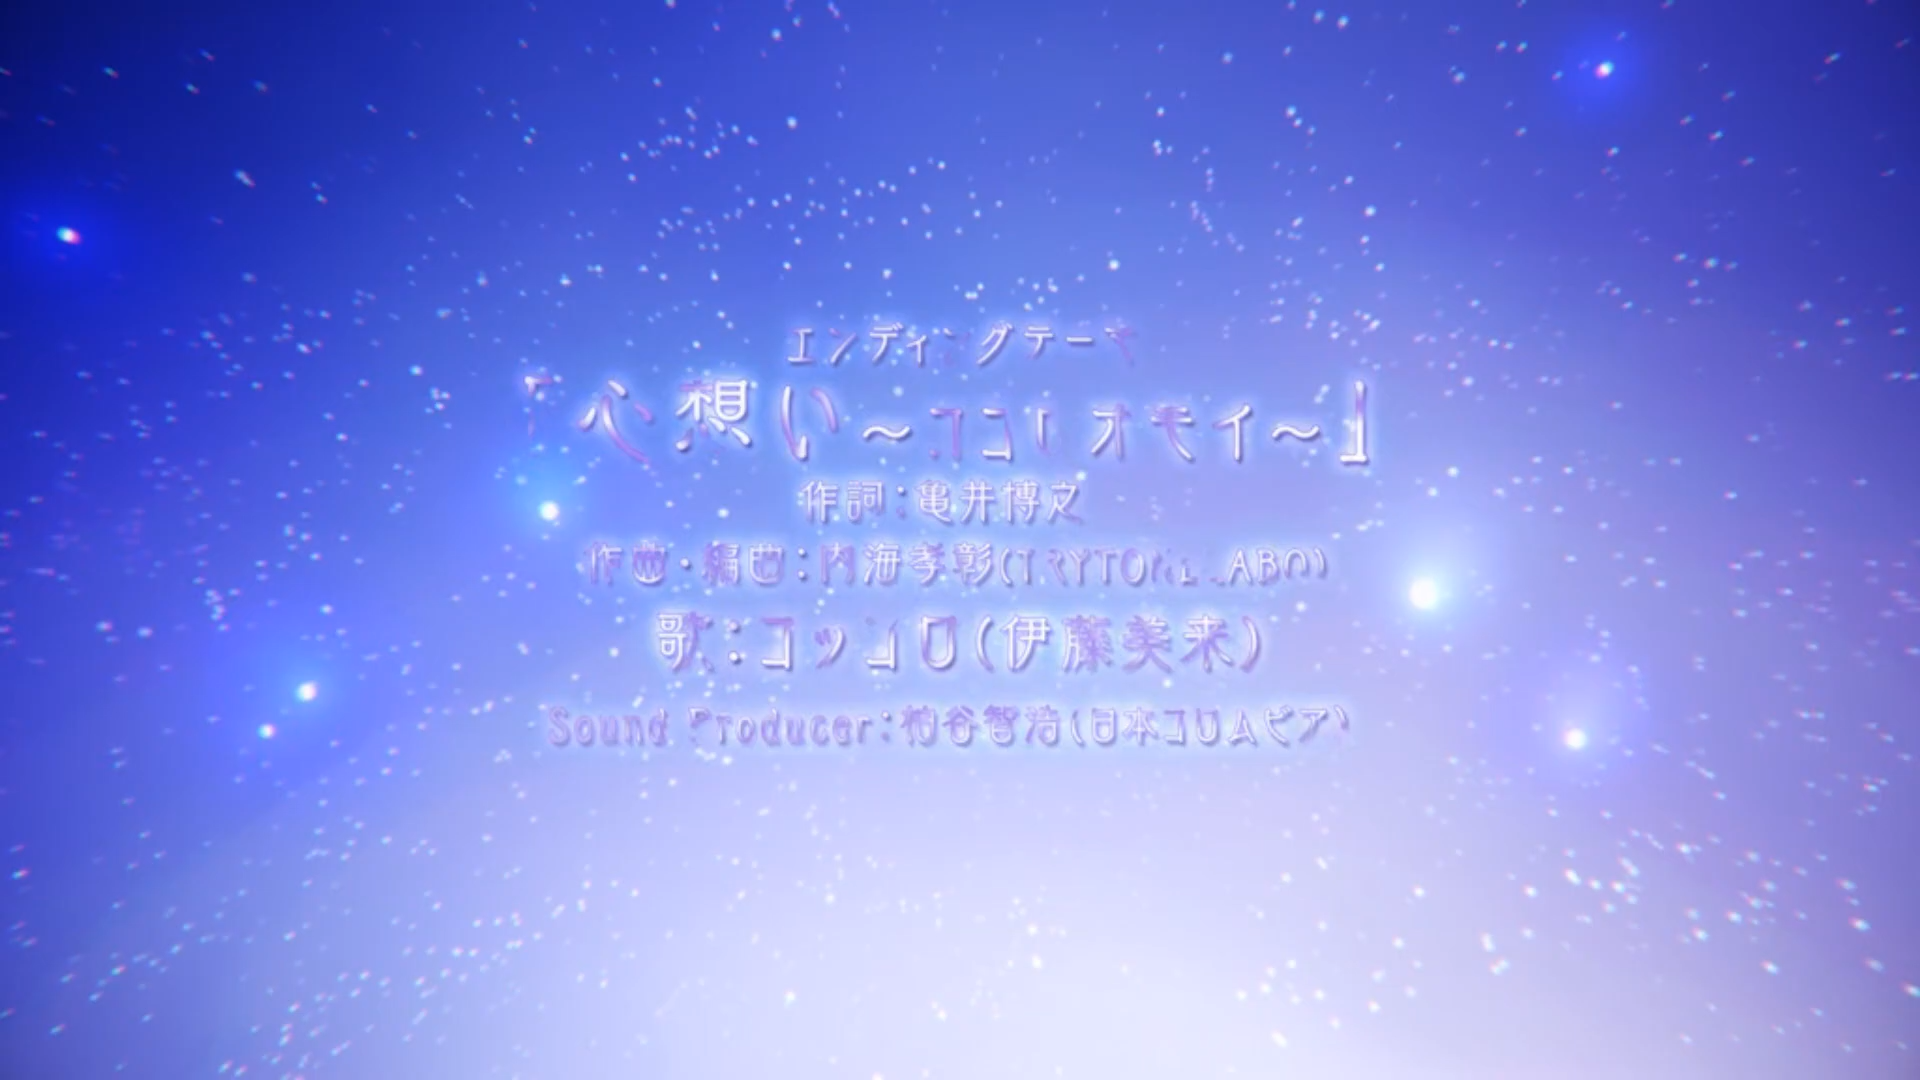 エンディングテーマ
「心想い～ココロオモイ～」
作詞：亀井博之
作曲・編曲：内海孝彰(TRYTONELABO)
歌：コッコロ(伊藤美来)
Sound Producer：柏谷智浩(日本コロムビア)